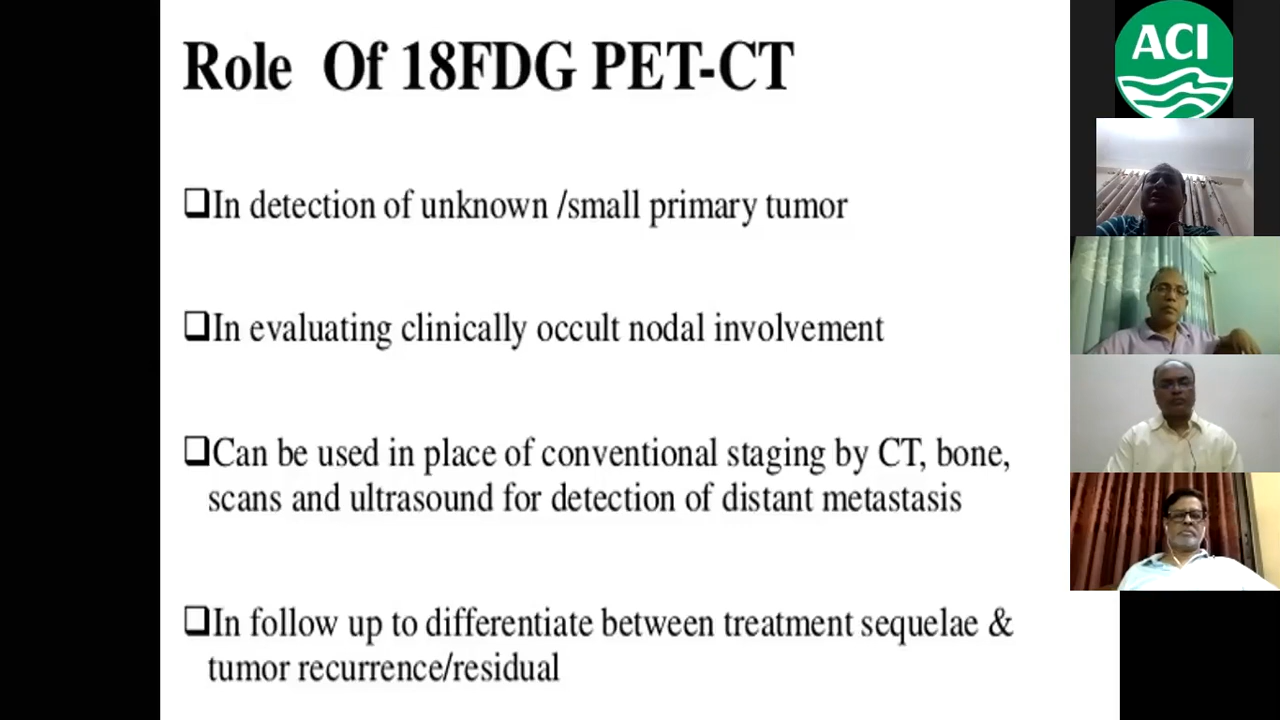 Role Of 18FDG PET-CT
ACI
❑In detection of unknown /small primary tumor
❑In evaluating clinically occult nodal involvement
❑Can be used in place of conventional staging by CT, bone,
scans and ultrasound for detection of distant metastasis
❑In follow up to differentiate between treatment sequelae &
tumor recurrence/residual